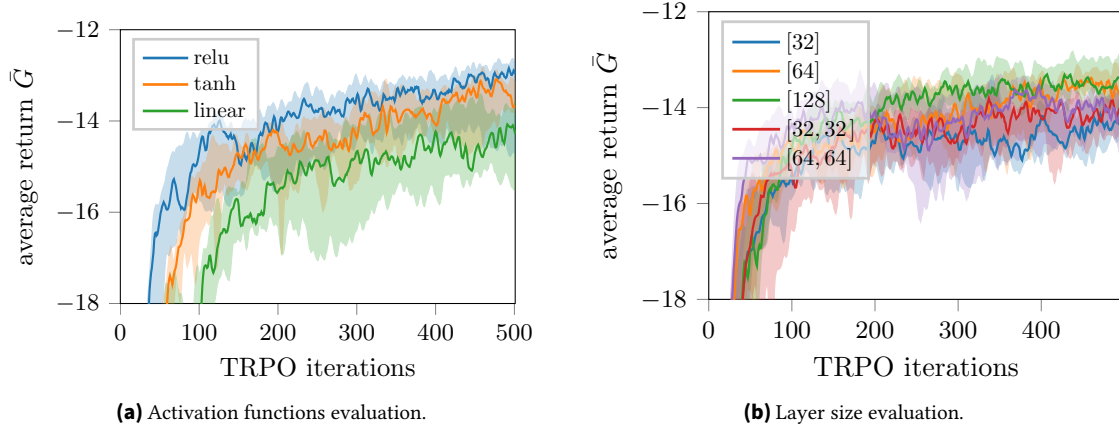 −12
−14
−16
−18
average return Ḡ
relu
tanh
linear
0 100 200 300 400 500
TRPO iterations
(a) Activation functions evaluation.
−12
−14
−16
−18
average return Ḡ
[32]
[64]
[128]
[32, 32]
[64, 64]
0 100 200 300 400
TRPO iterations
(b) Layer size evaluation.